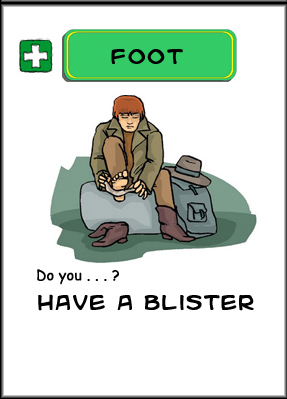 FOOT
Do you . . . ?
HAVE A BLISTER